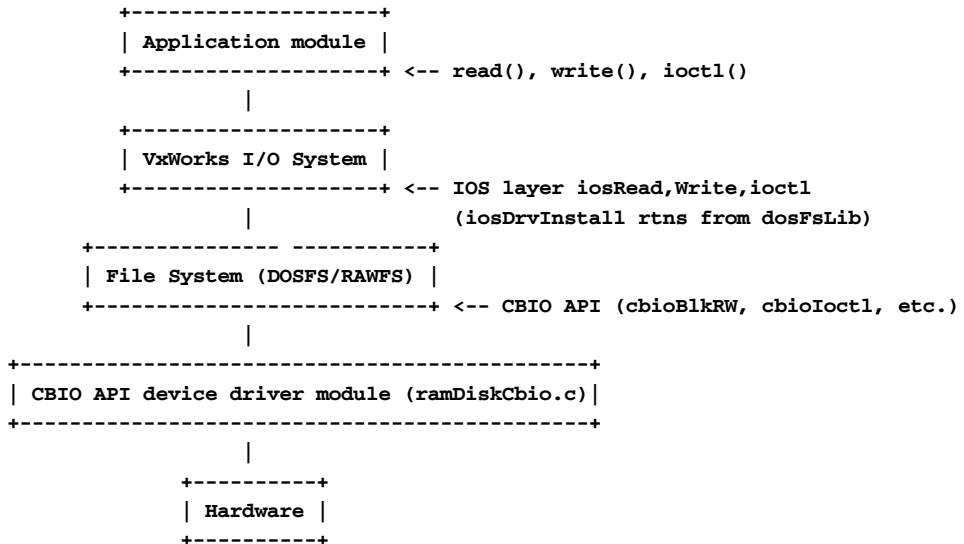 +--------------------+
| Application module |
+--------------------+ <-- read(), write(), ioctl()
|
+--------------------+
| VxWorks I/O System |
+--------------------+ <-- IOS layer iosRead,Write,ioctl
| (iosDrvInstall rtns from dosFsLib)
+--------------- -----------+
| File System (DOSFS/RAWFS) |
+---------------------------+ <-- CBIO API (cbioBlkRW, cbioIoctl, etc.)
|
+----------------------------------------------+
| CBIO API device driver module (ramDiskCbio.c)|
+----------------------------------------------+
|
+----------+
| Hardware |
+----------+